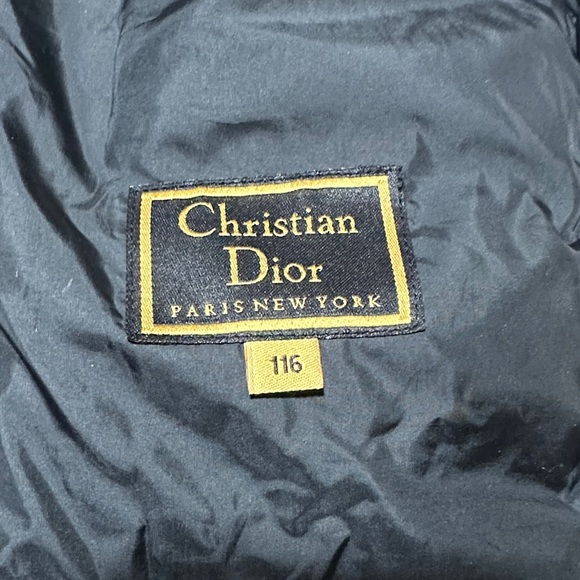 Christian
Dior
PARIS NEW YORK
116